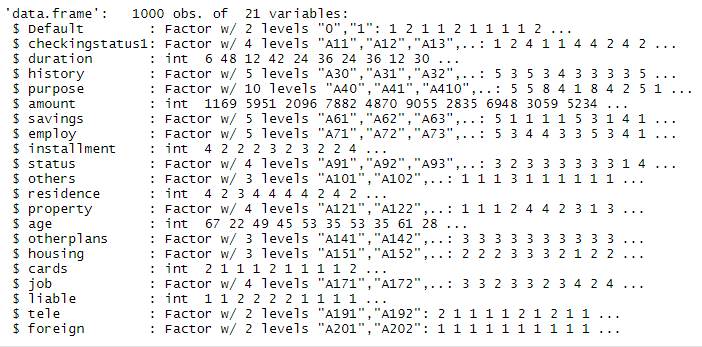 'data.frame':   1000 obs. of  21 variables:
 $ Default        : Factor w/ 2 levels "0","1": 1 2 1 1 2 1 1 1 1 2 ...
 $ checkingstatus1: Factor w/ 4 levels "A11","A12","A13",..: 1 2 4 1 1 4 4 2 4 2 ...
 $ duration       : int  6 48 12 42 24 36 24 36 12 30 ...
 $ history        : Factor w/ 5 levels "A30","A31","A32",..: 5 3 5 3 4 3 3 3 3 5 ...
 $ purpose        : Factor w/ 10 levels "A40","A41","A410",..: 5 5 8 4 1 8 4 2 5 1 ...
 $ amount         : int  1169 5951 2096 7882 4870 9055 2835 6948 3059 5234 ...
 $ savings        : Factor w/ 5 levels "A61","A62","A63",..: 5 1 1 1 1 5 3 1 4 1 ...
 $ employ         : Factor w/ 5 levels "A71","A72","A73",..: 5 3 4 4 3 3 5 3 4 1 ...
 $ installment    : int  4 2 2 2 3 2 3 2 2 4 ...
 $ status         : Factor w/ 4 levels "A91","A92","A93",..: 3 2 3 3 3 3 3 3 1 4 ...
 $ others         : Factor w/ 3 levels "A101","A102",..: 1 1 1 3 1 1 1 1 1 1 ...
 $ residence      : int  4 2 3 4 4 4 4 2 4 2 ...
 $ property       : Factor w/ 4 levels "A121","A122",..: 1 1 1 2 4 4 2 3 1 3 ...
 $ age            : int  67 22 49 45 53 35 53 35 61 28 ...
 $ otherplans     : Factor w/ 3 levels "A141","A142",..: 3 3 3 3 3 3 3 3 3 3 ...
 $ housing        : Factor w/ 3 levels "A151","A152",..: 2 2 2 3 3 3 2 1 2 2 ...
 $ cards          : int  2 1 1 1 2 1 1 1 1 2 ...
 $ job            : Factor w/ 4 levels "A171","A172",..: 3 3 2 3 3 2 3 4 2 4 ...
 $ liable         : int  1 1 2 2 2 2 1 1 1 1 ...
 $ tele           : Factor w/ 2 levels "A191","A192": 2 1 1 1 1 2 1 2 1 1 ...
 $ foreign        : Factor w/ 2 levels "A201","A202": 1 1 1 1 1 1 1 1 1 1 ...